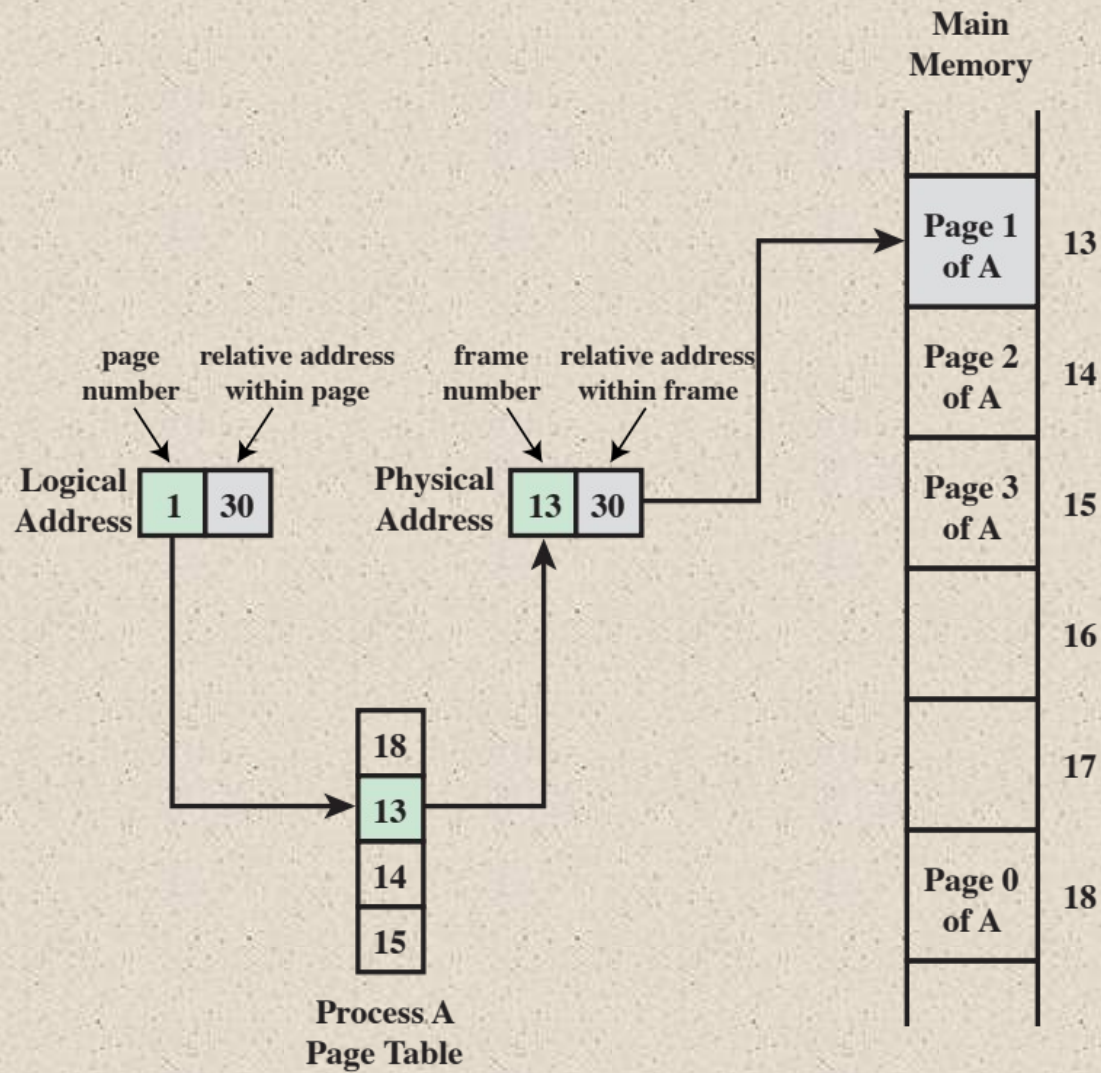 Main
Memory
Page 1
of A
13
Page 2
of A
14
Page 3
of A
15
16
17
Page 0
of A
18
page
number
relative address
within page
frame
number
relative address
within frame
Logical
Address
1
30
Physical
Address
13
30
18
13
14
15
Process A
Page Table